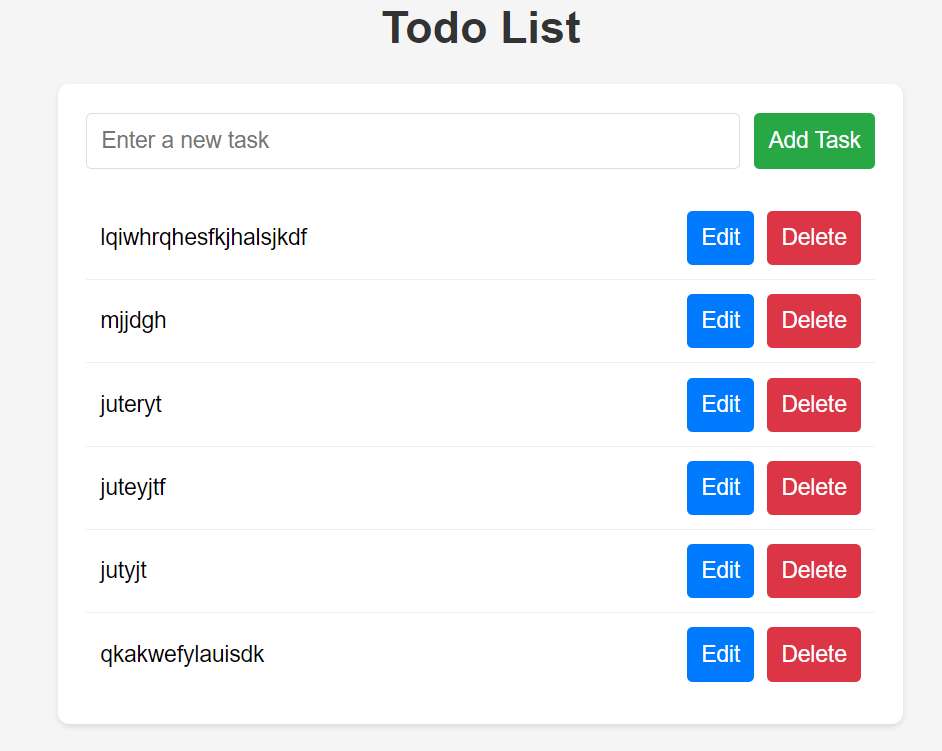 Todo List
Enter a new task Add Task
lqiwhrqhesfkjhalsjkdf Edit Delete
mjjdgh Edit Delete
juteryt Edit Delete
juteyjtf Edit Delete
jutyjt Edit Delete
qkakwefylauisdk Edit Delete